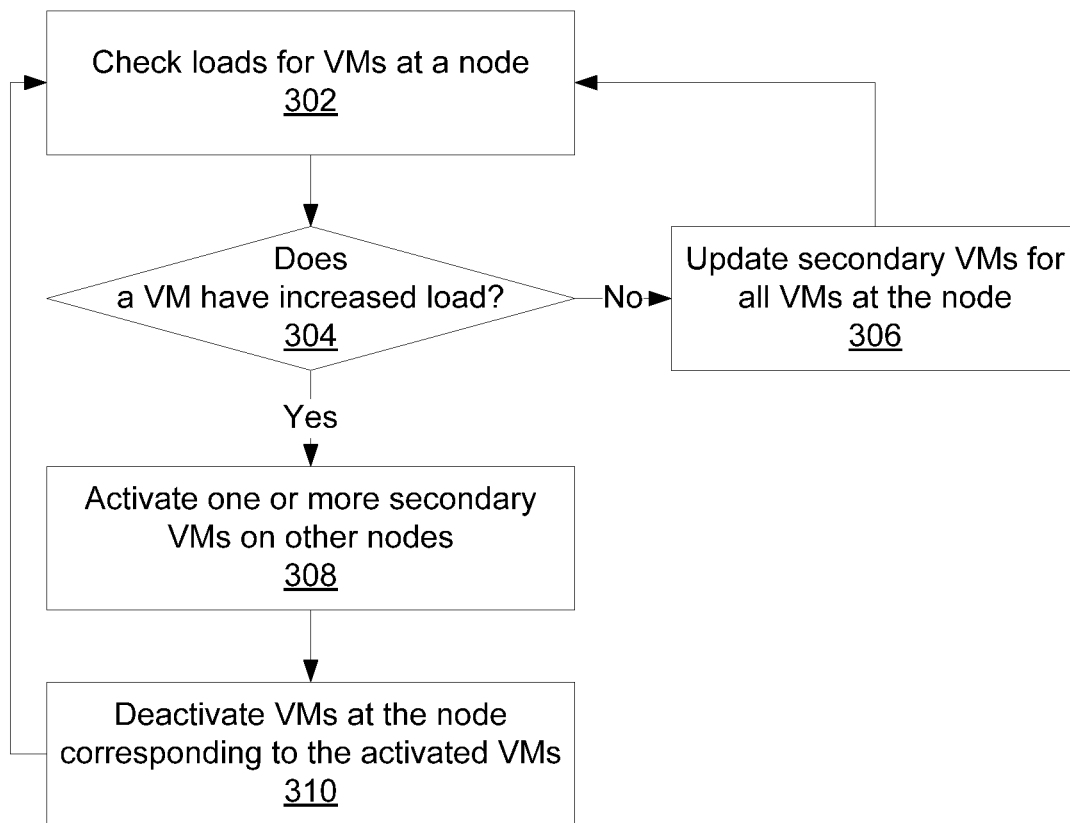 Check loads for VMs at a node
302
Does
a VM have increased load?
304
No
Update secondary VMs for
all VMs at the node
306
Yes
Activate one or more secondary
VMs on other nodes
308
Deactivate VMs at the node
corresponding to the activated VMs
310